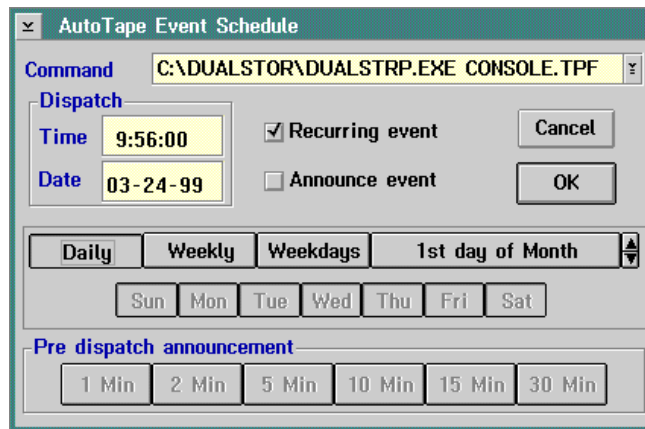 AutoTape Event Schedule
Command C:\DUALSTOR\DUALSTRP.EXE CONSOLE.TPF
Dispatch
Time 9:56:00
Date 03-24-99
Recurring event
Announce event
Cancel
OK
Daily Weekly Weekdays 1st day of Month
Sun Mon Tue Wed Thu Fri Sat
Pre dispatch announcement
1 Min 2 Min 5 Min 10 Min 15 Min 30 Min